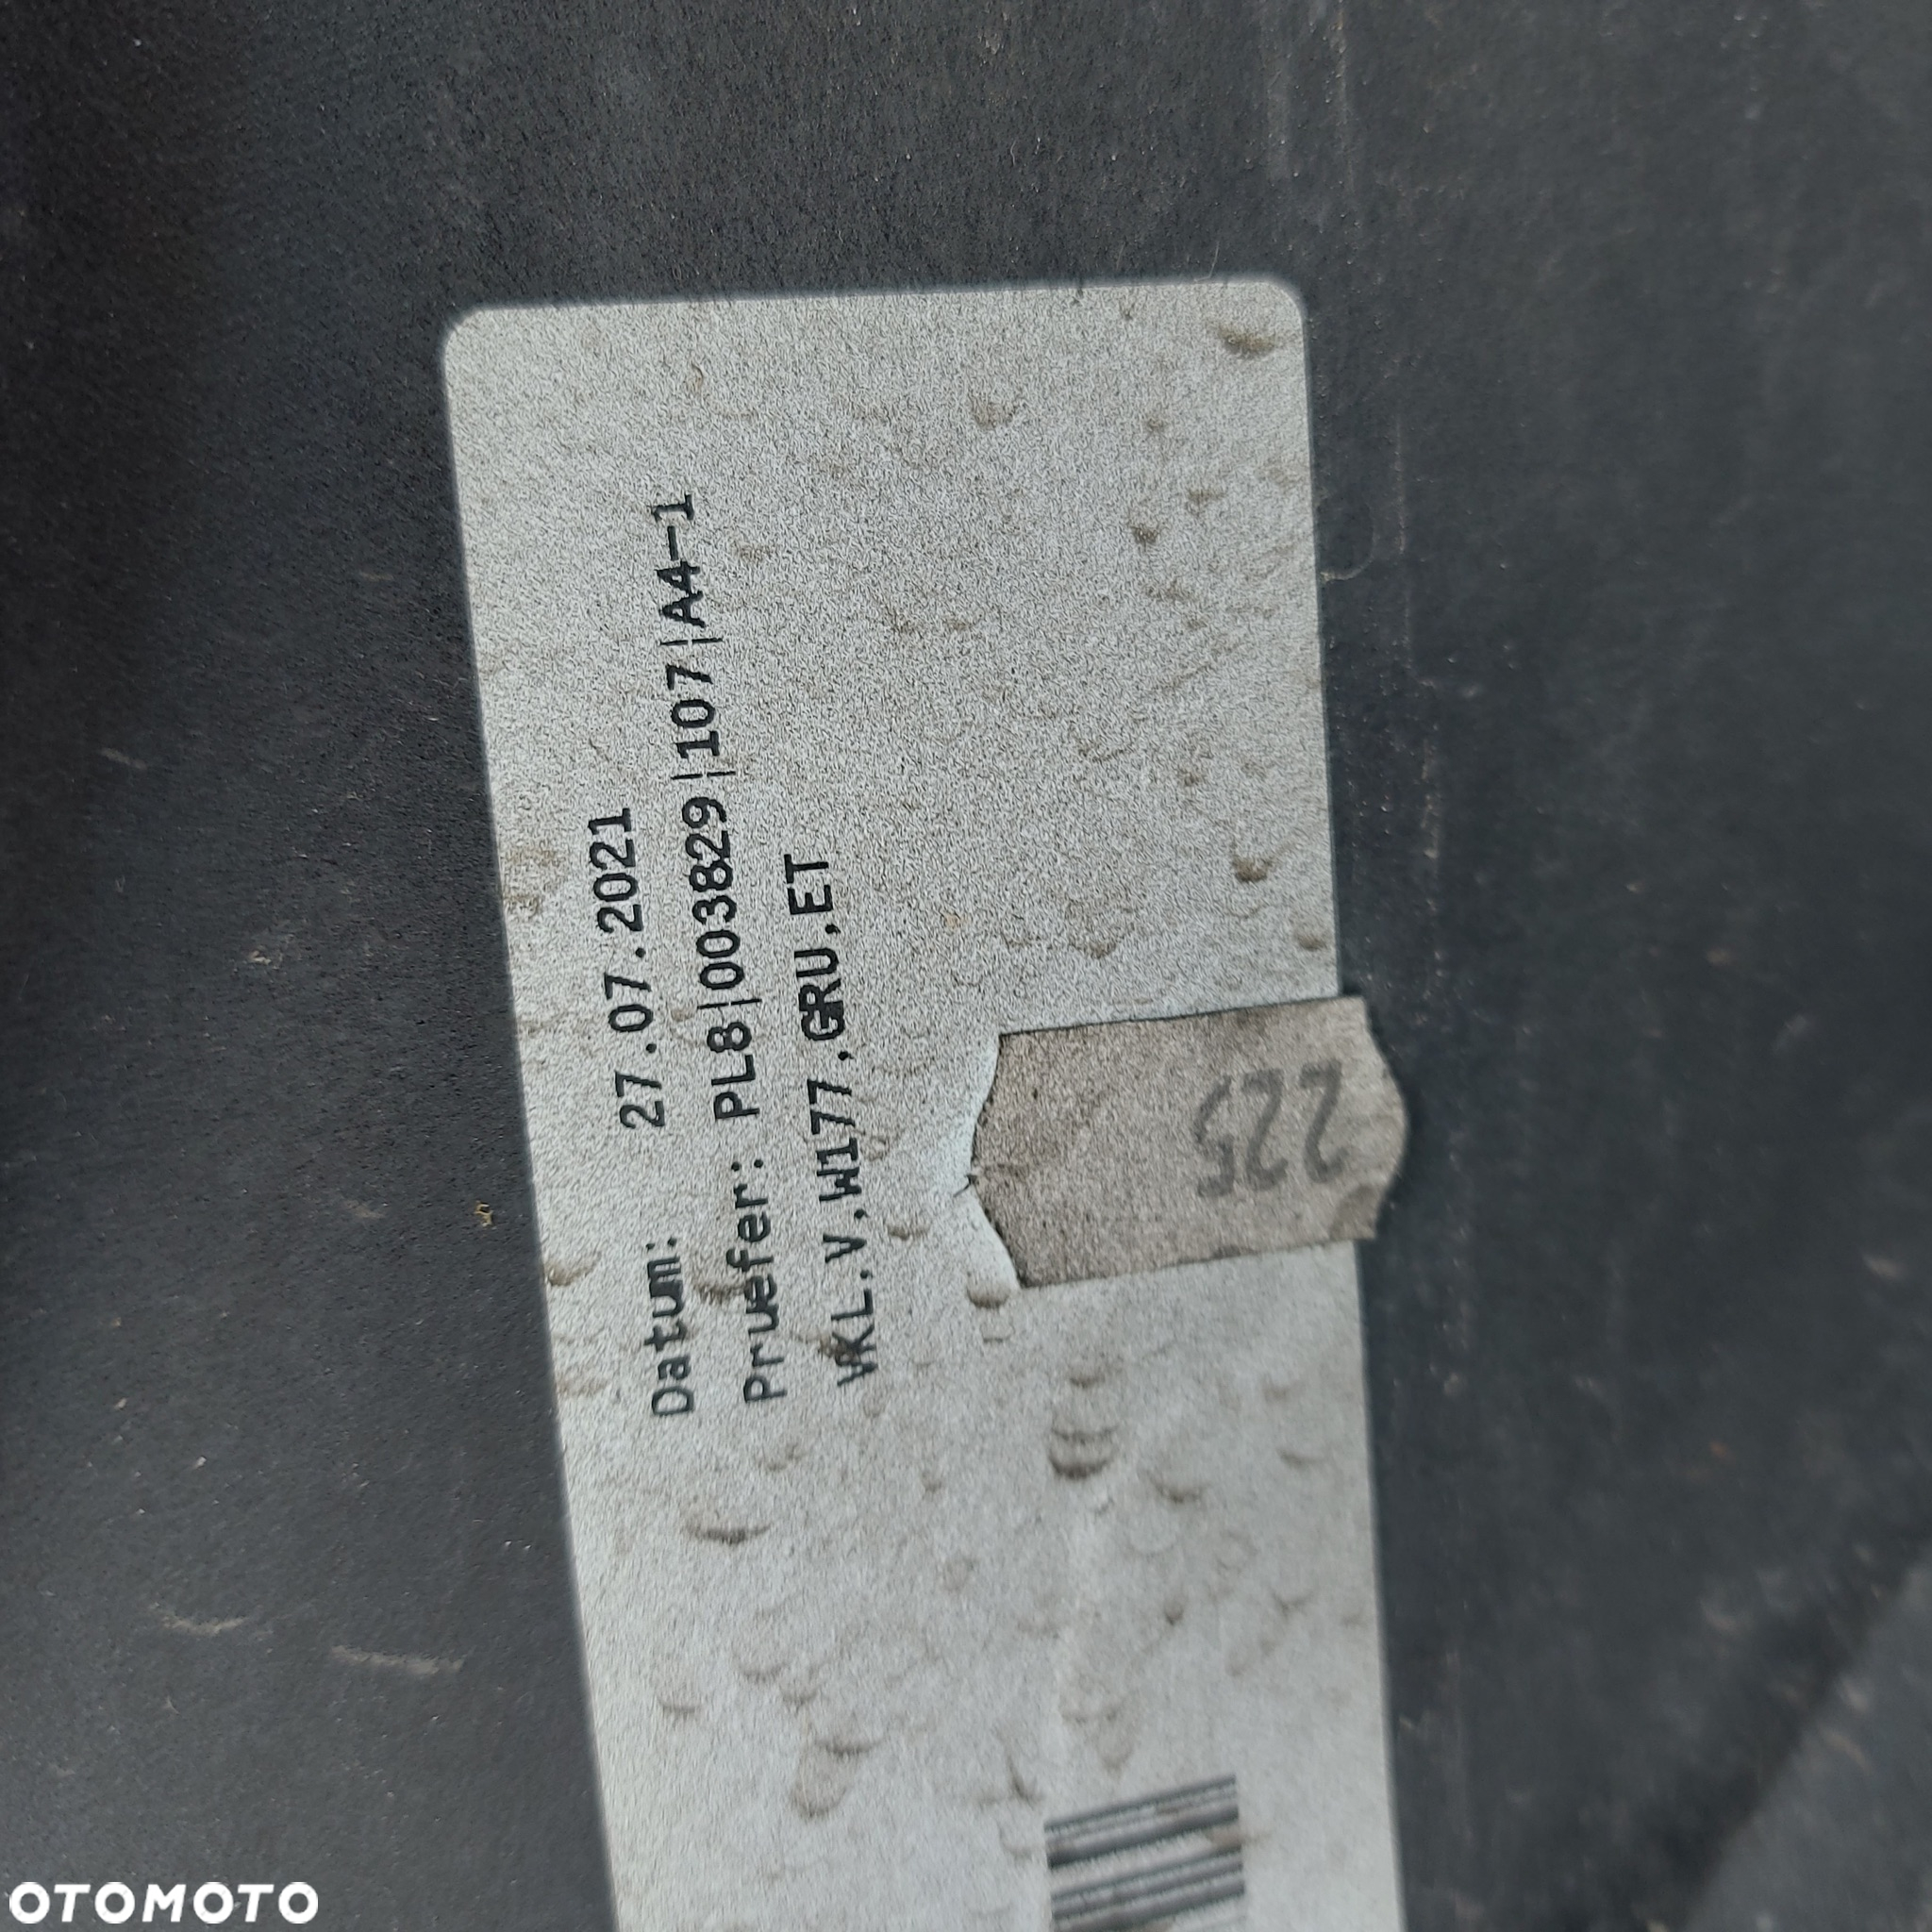 Datum: 27.07.2021
Pruefer: PL8|003829|107|A4-1
VKL.V.W177.GRU.ET
225
OTOMOTO